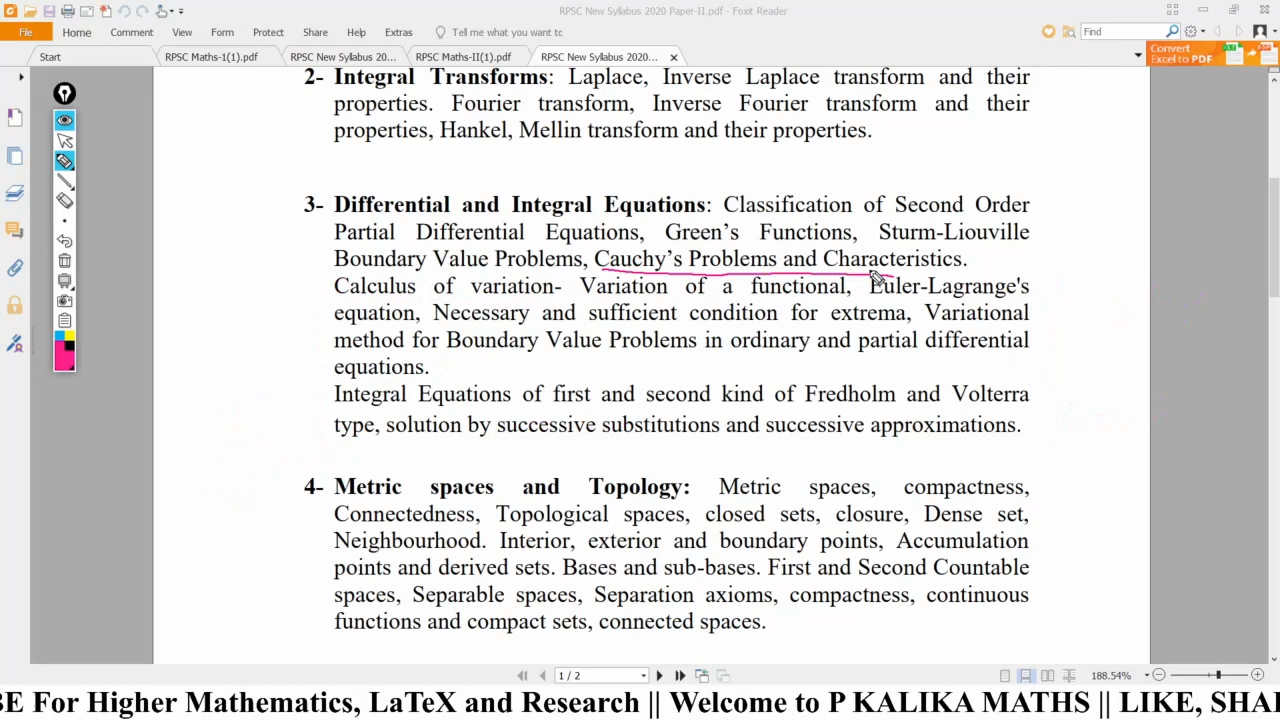 RPSC New Syllabus 2020 Paper-II.pdf - Foxit Reader
File Home Comment View Form Protect Share Help Extras Tell me what you want tc Find
Start RPSC Maths-1(1).pdf RPSC New Syllabus 202... RPSC Maths-II(1).pdf RPSC New Syllabus 2020... Convert
Excel to PDF
2- Integral Transforms: Laplace, Inverse Laplace transform and their
properties. Fourier transform, Inverse Fourier transform and their
properties, Hankel, Mellin transform and their properties.
3- Differential and Integral Equations: Classification of Second Order
Partial Differential Equations, Green’s Functions, Sturm-Liouville
Boundary Value Problems, Cauchy’s Problems and Characteristics.
Calculus of variation- Variation of a functional, Euler-Lagrange's
equation, Necessary and sufficient condition for extrema, Variational
method for Boundary Value Problems in ordinary and partial differential
equations.
Integral Equations of first and second kind of Fredholm and Volterra
type, solution by successive substitutions and successive approximations.
4- Metric spaces and Topology: Metric spaces, compactness,
Connectedness, Topological spaces, closed sets, closure, Dense set,
Neighbourhood. Interior, exterior and boundary points, Accumulation
points and derived sets. Bases and sub-bases. First and Second Countable
spaces, Separable spaces, Separation axioms, compactness, continuous
functions and compact sets, connected spaces.
1 / 2 188.54%
BE For Higher Mathematics, LaTeX and Research || Welcome to P KALIKA MATHS || LIKE, SHA